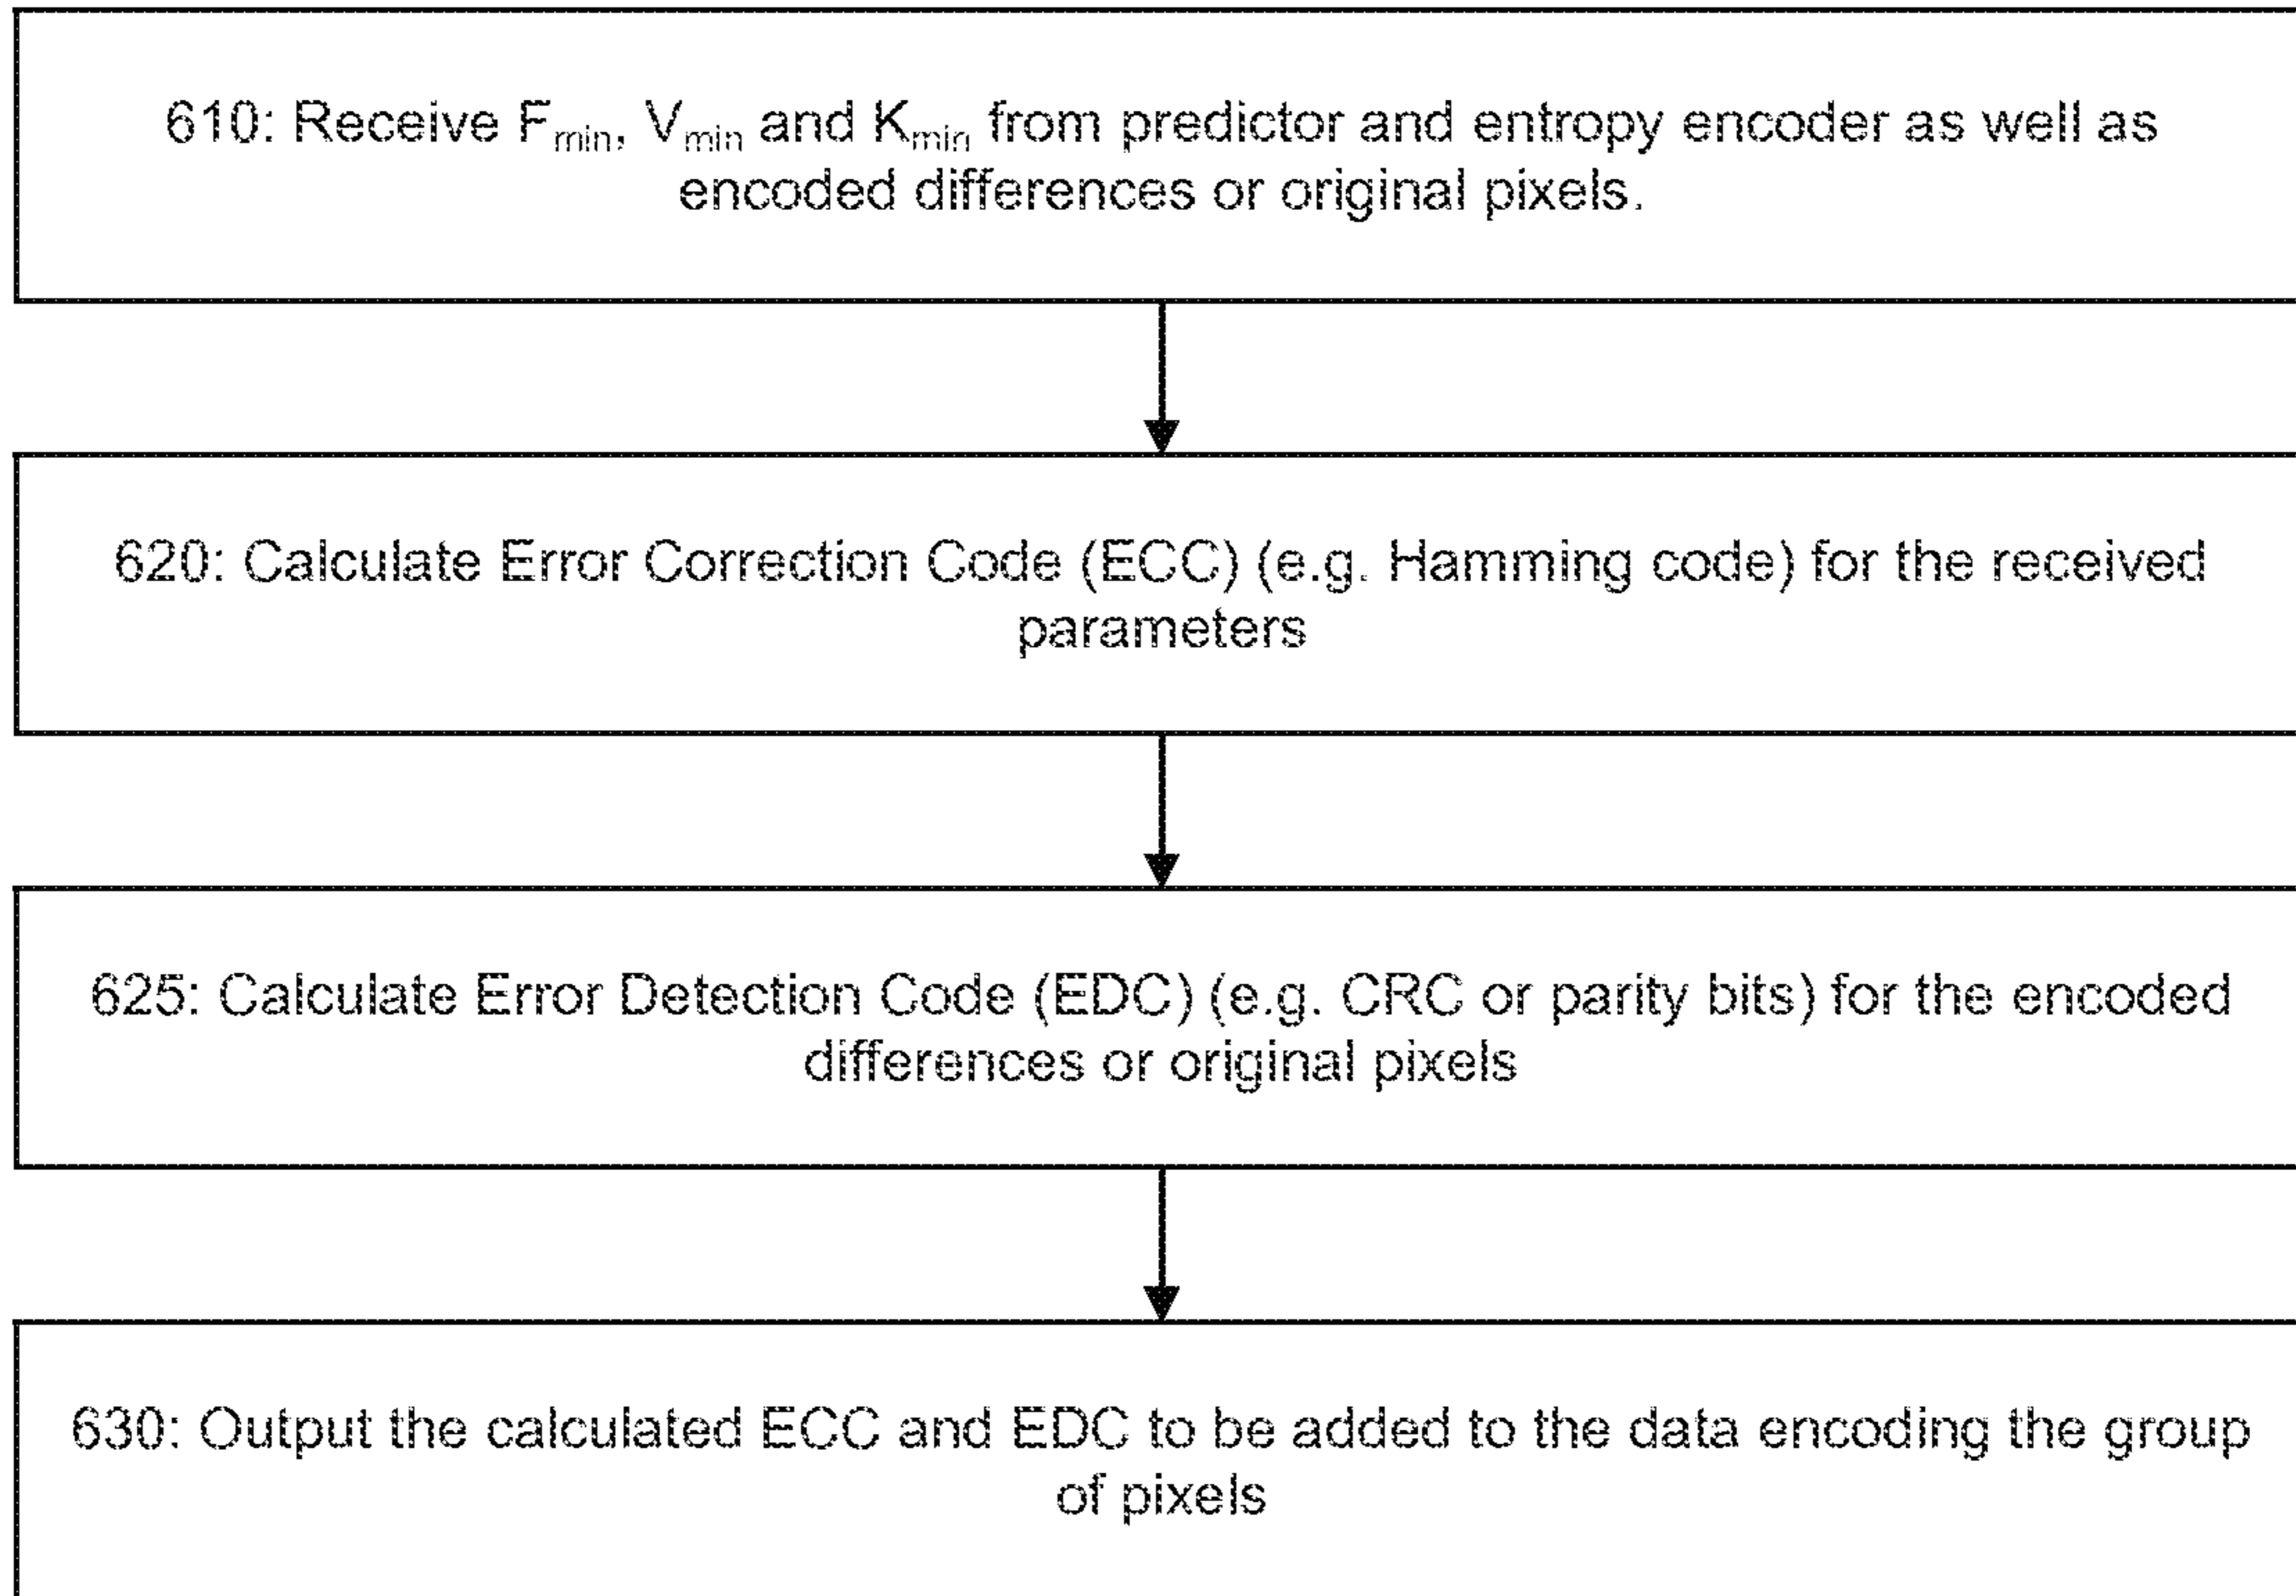 610: Receive Fmin, Vmin and Kmin from predictor and entropy encoder as well as
encoded differences or original pixels.
620: Calculate Error Correction Code (ECC) (e.g. Hamming code) for the received
parameters
625: Calculate Error Detection Code (EDC) (e.g. CRC or parity bits) for the encoded
differences or original pixels
630: Output the calculated ECC and EDC to be added to the data encoding the group
of pixels